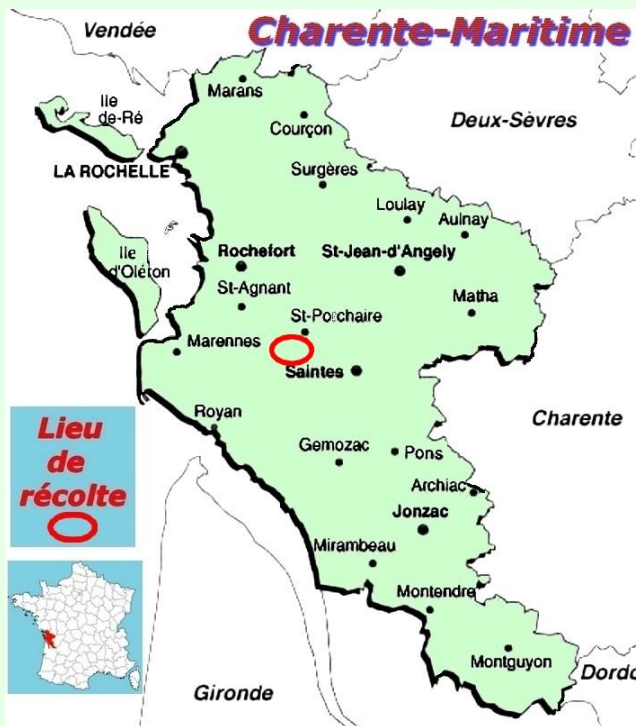 Charente-Maritime
Vendée
Ile
de-Ré
Marans
Courçon
Deux-Sèvres
LA ROCHELLE
Surgères
Loulay
Aulnay
Ile
d'Oléron
Rochefort
St-Jean-d'Angely
St-Agnant
Matha
St-Porchaire
Marennes
Saintes
Royan
Charente
Lieu
de
récolte
Gemozac
Pons
Archiac
Jonzac
Mirambeau
Montendre
Montguyon
Dordo
Gironde